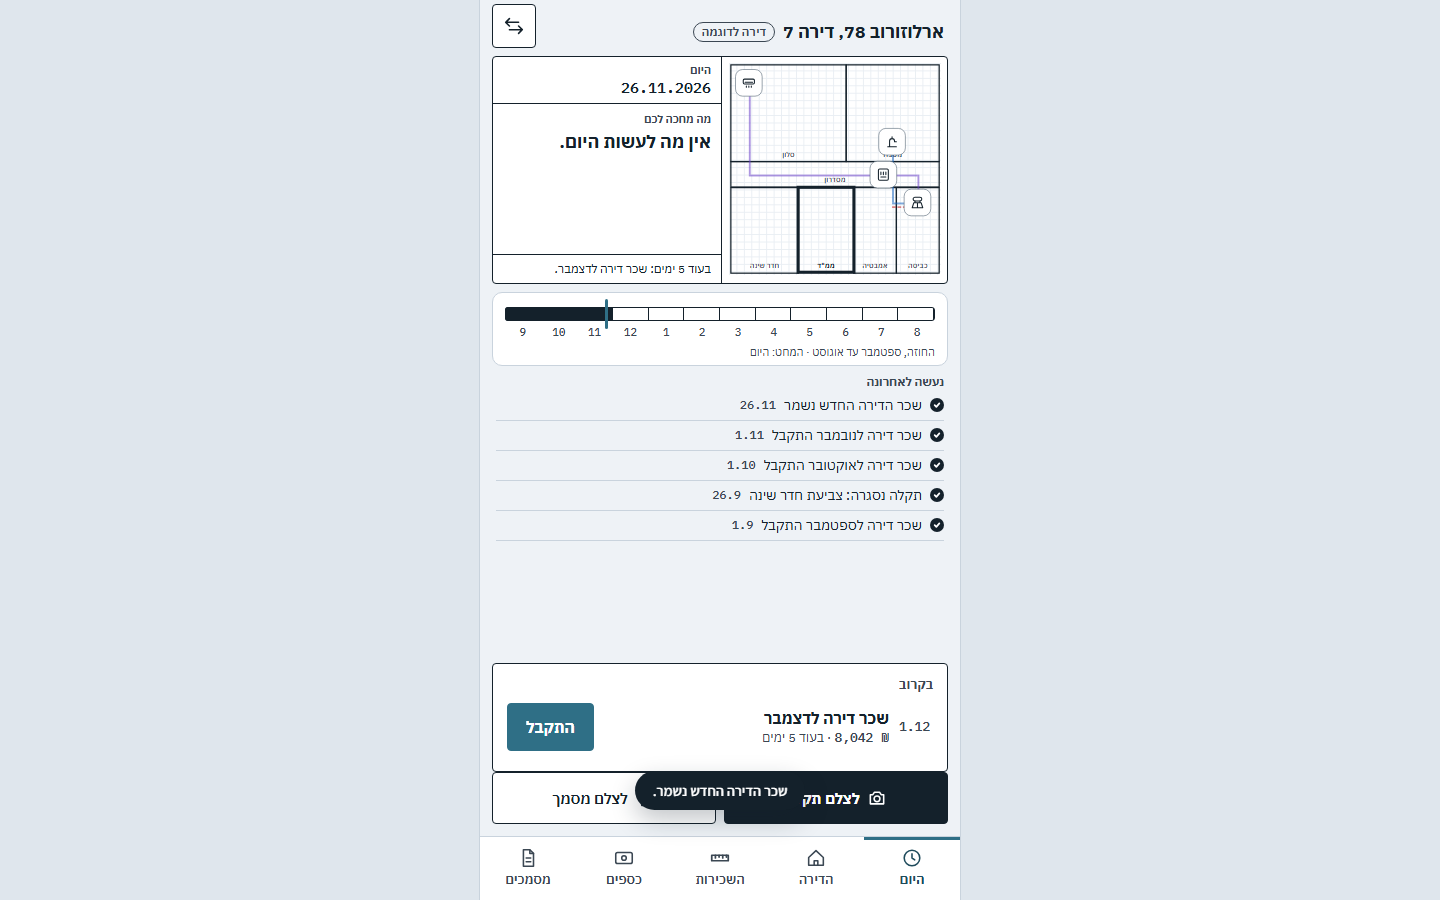 ארלוזורוב 78, דירה 7
דירה לדוגמה
סלון
מסדרון
חדר שינה
ממ"ד
אמבטיה
כביסה
היום
26.11.2026
מה מחכה לכם
אין מה לעשות היום.
בעוד 5 ימים: שכר דירה לדצמבר.
9 10 11 12 1 2 3 4 5 6 7 8
החוזה, ספטמבר עד אוגוסט · המחט: היום
נעשה לאחרונה
שכר הדירה החדש נשמר 26.11
שכר דירה לנובמבר התקבל 1.11
שכר דירה לאוקטובר התקבל 1.10
תקלה נסגרה: צביעת חדר שינה 26.9
שכר דירה לספטמבר התקבל 1.9
בקרוב
1.12
שכר דירה לדצמבר
₪ 8,042 · בעוד 5 ימים
התקבל
לצלם תק
שכר הדירה החדש נשמר.
לצלם מסמך
היום
הדירה
השכירות
כספים
מסמכים